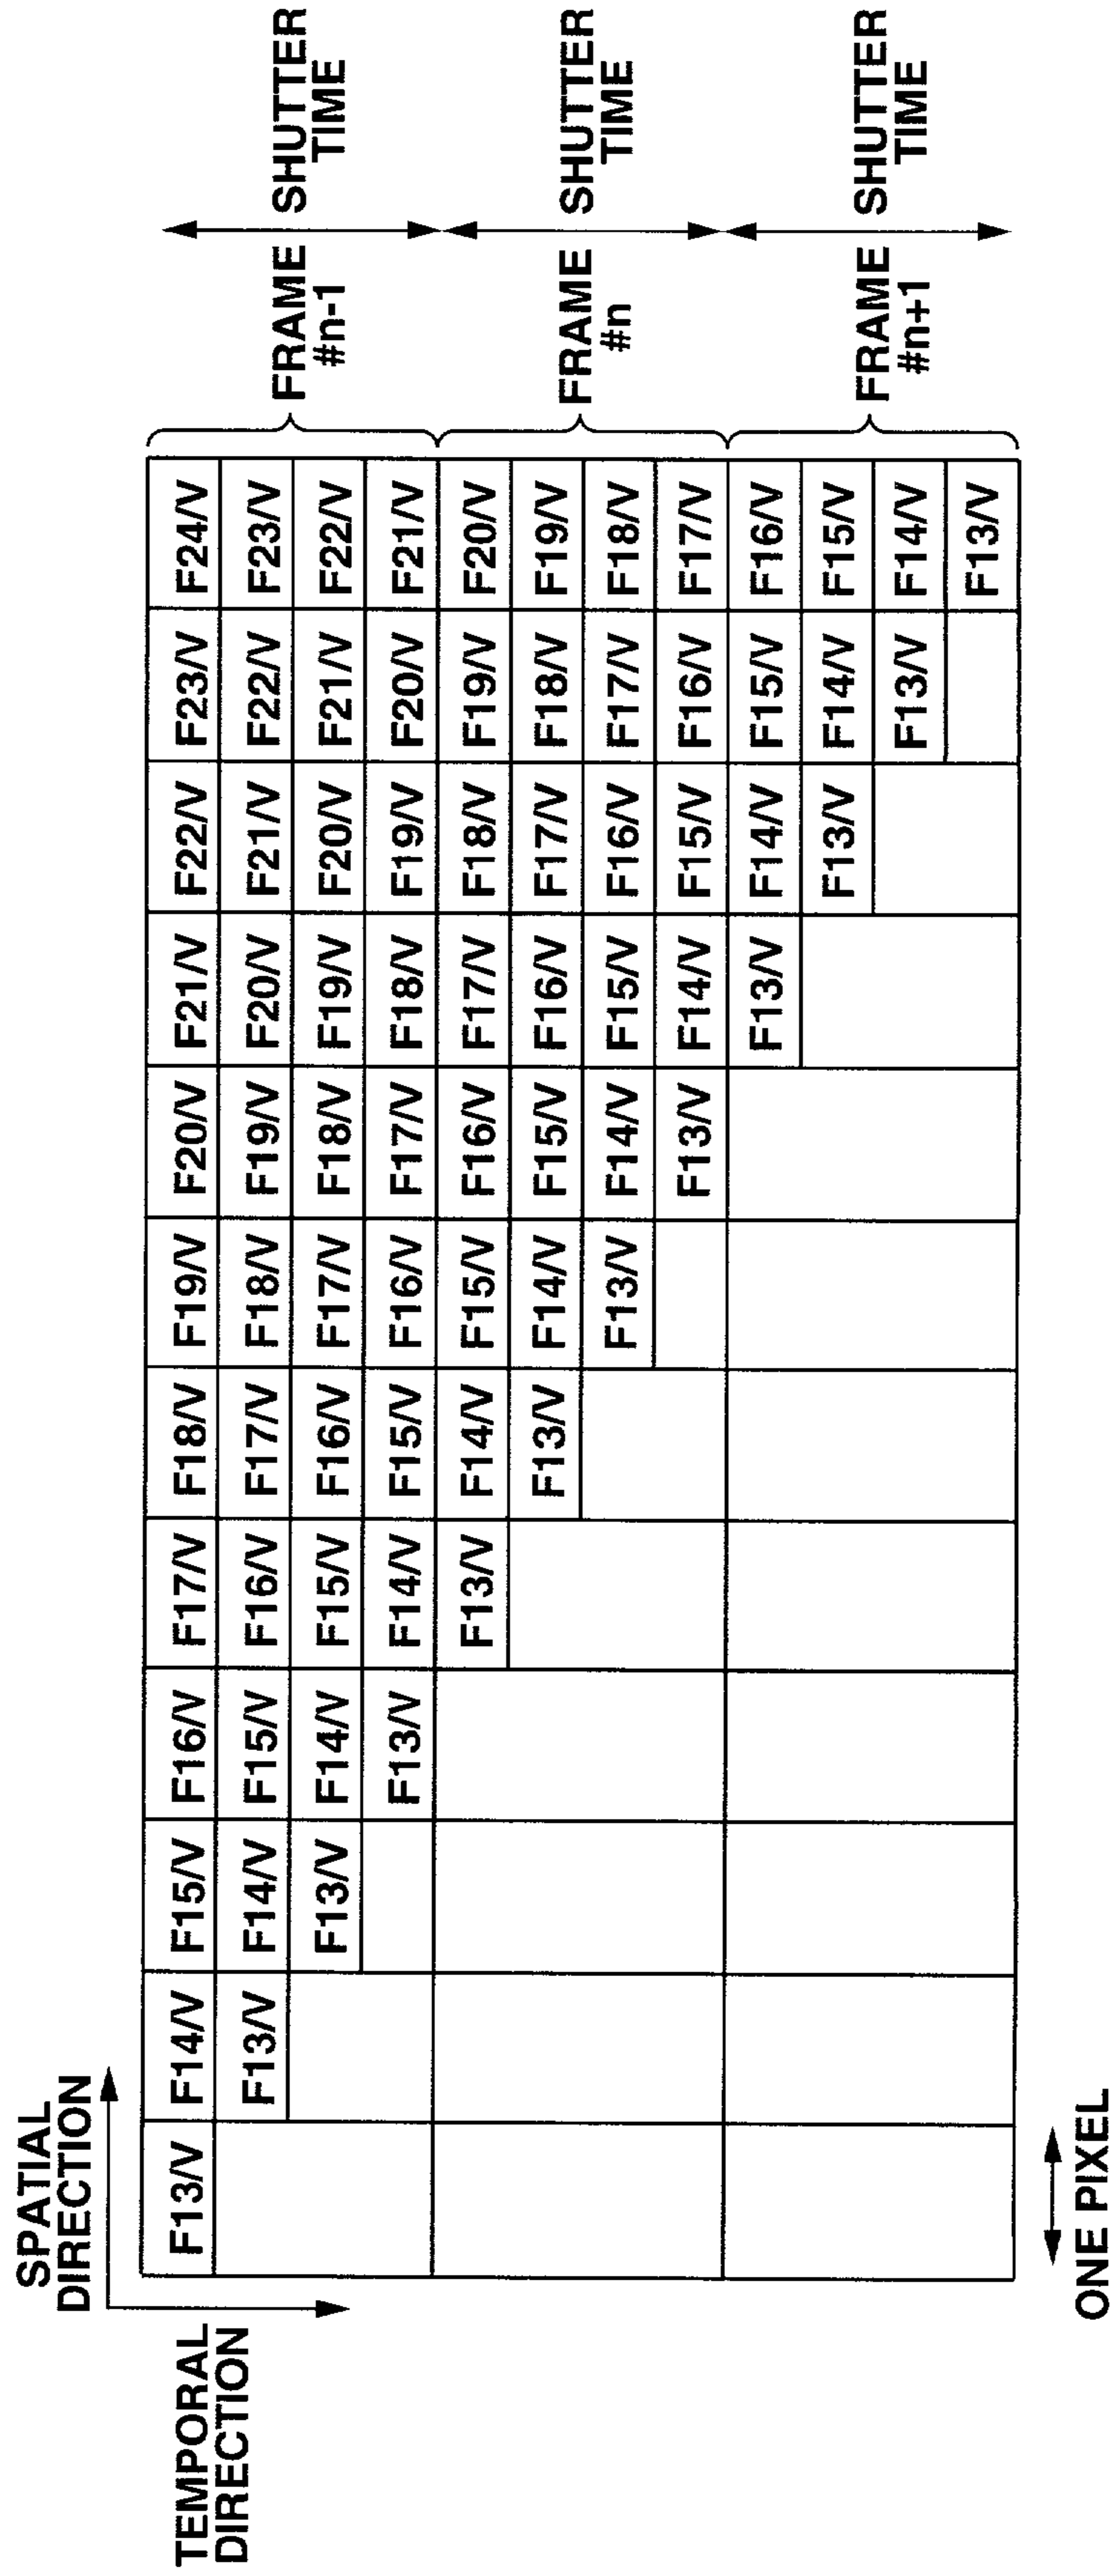 SPATIAL
DIRECTION
TEMPORAL
DIRECTION
F13/V F14/V F15/V F16/V F17/V F18/V F19/V F20/V F21/V F22/V F23/V F24/V
F13/V F14/V F15/V F16/V F17/V F18/V F19/V F20/V F21/V F22/V F23/V
F13/V F14/V F15/V F16/V F17/V F18/V F19/V F20/V F21/V F22/V
F13/V F14/V F15/V F16/V F17/V F18/V F19/V F20/V F21/V
FRAME
#n-1
SHUTTER
TIME
F13/V F14/V F15/V F16/V F17/V F18/V F19/V F20/V
F13/V F14/V F15/V F16/V F17/V F18/V F19/V
F13/V F14/V F15/V F16/V F17/V F18/V
F13/V F14/V F15/V F16/V F17/V
FRAME
#n
SHUTTER
TIME
F13/V F14/V F15/V F16/V
F13/V F14/V F15/V
F13/V F14/V
F13/V
FRAME
#n+1
SHUTTER
TIME
ONE PIXEL